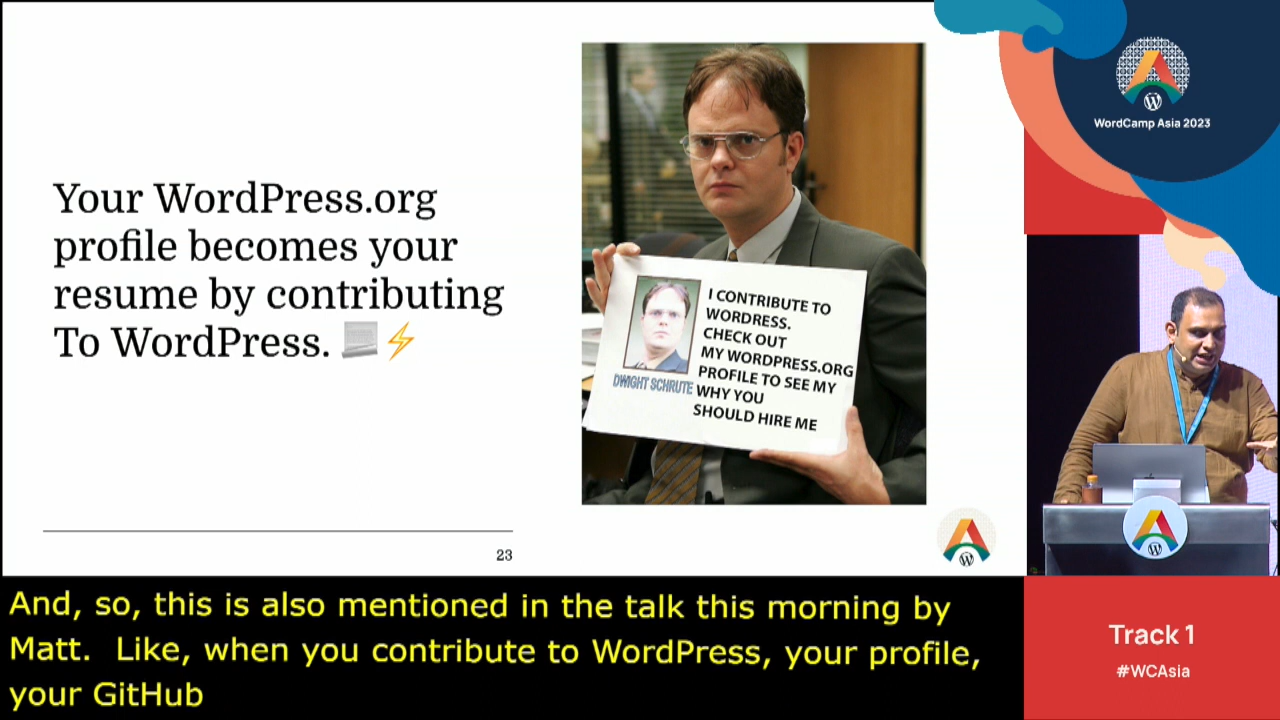 Your WordPress.org
profile becomes your
resume by contributing
To WordPress.
I CONTRIBUTE TO
WORDRESS.
CHECK OUT
MY WORDPRESS.ORG
PROFILE TO SEE MY
WHY YOU
SHOULD HIRE ME
DWIGHT SCHRUTE
23
WordCamp Asia 2023
And, so, this is also mentioned in the talk this morning by
Matt.  Like, when you contribute to WordPress, your profile,
your GitHub
Track 1
#WCAsia